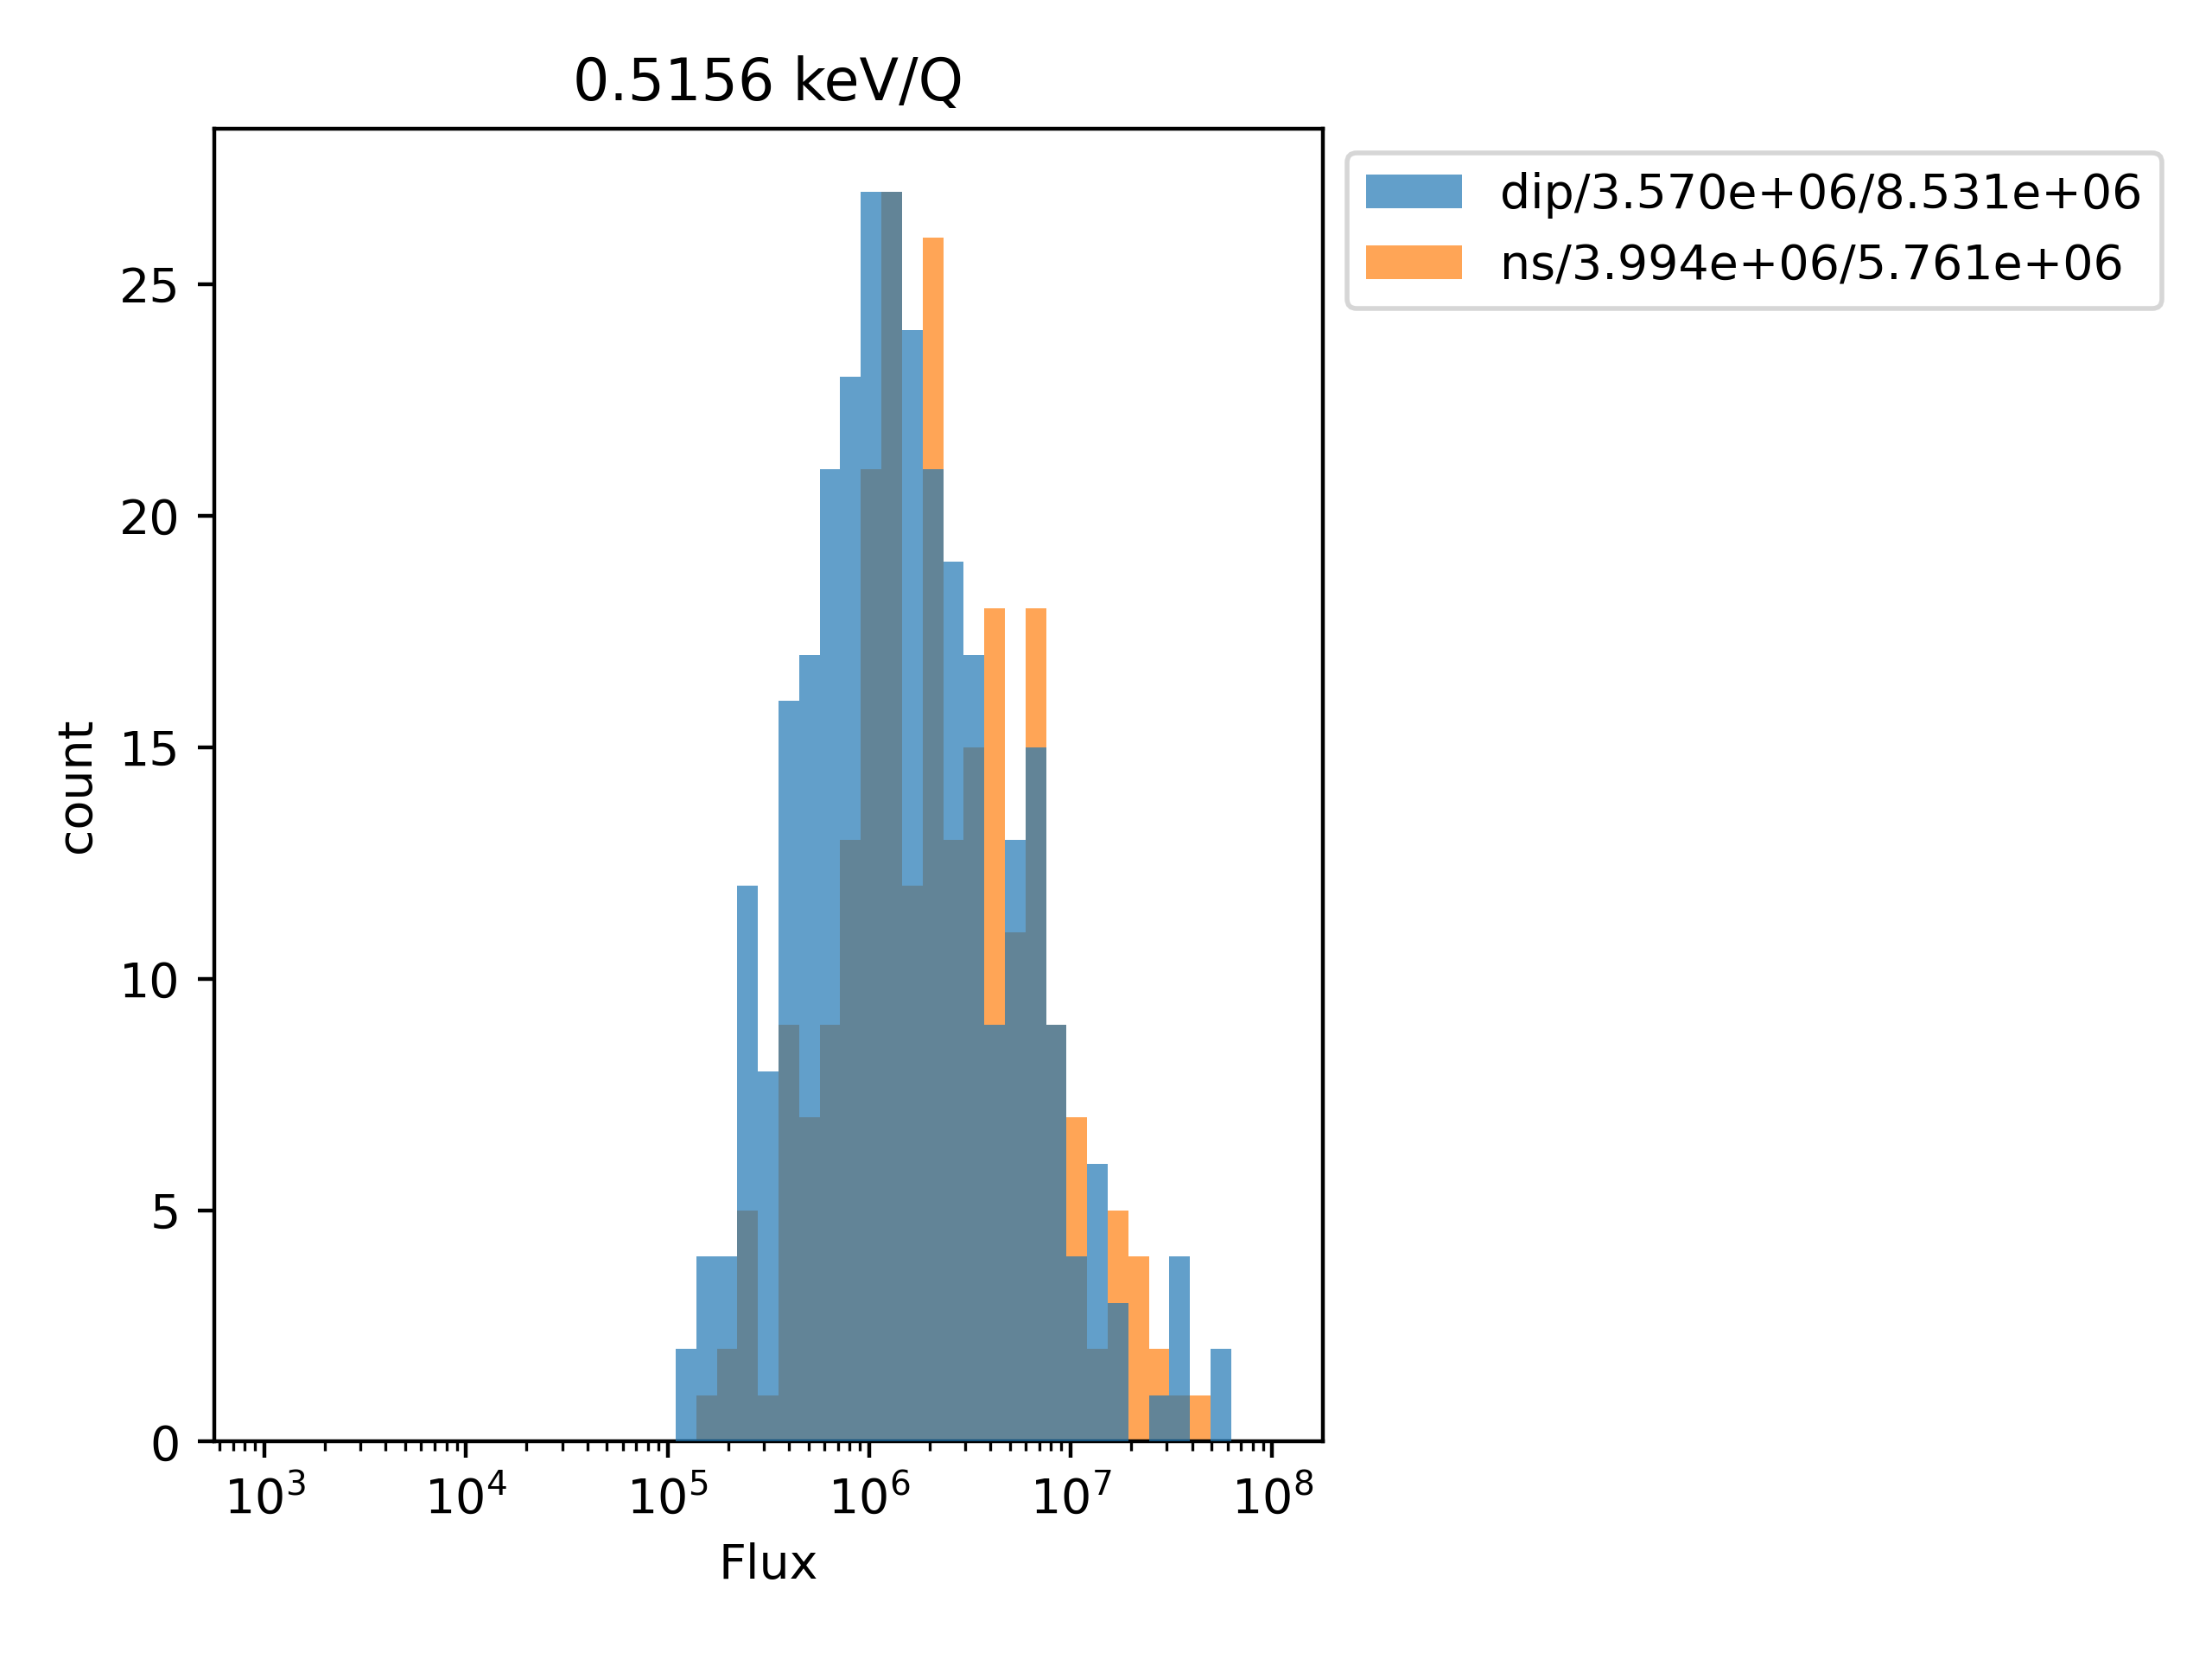 0.5156 keV/Q
dip/3.570e+06/8.531e+06
ns/3.994e+06/5.761e+06
count
25
20
15
10
5
0
10³ 10⁴ 10⁵ 10⁶ 10⁷ 10⁸
Flux